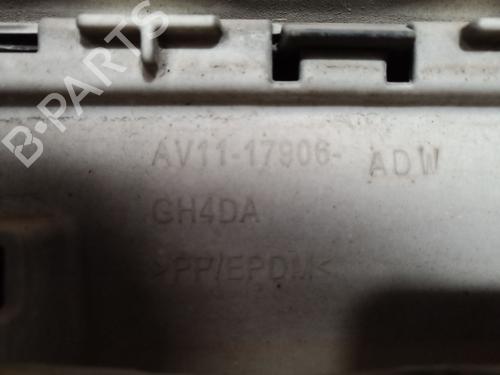 B-PARTS
AV11-17906- ADW
GH4DA
>PP/EPDM<